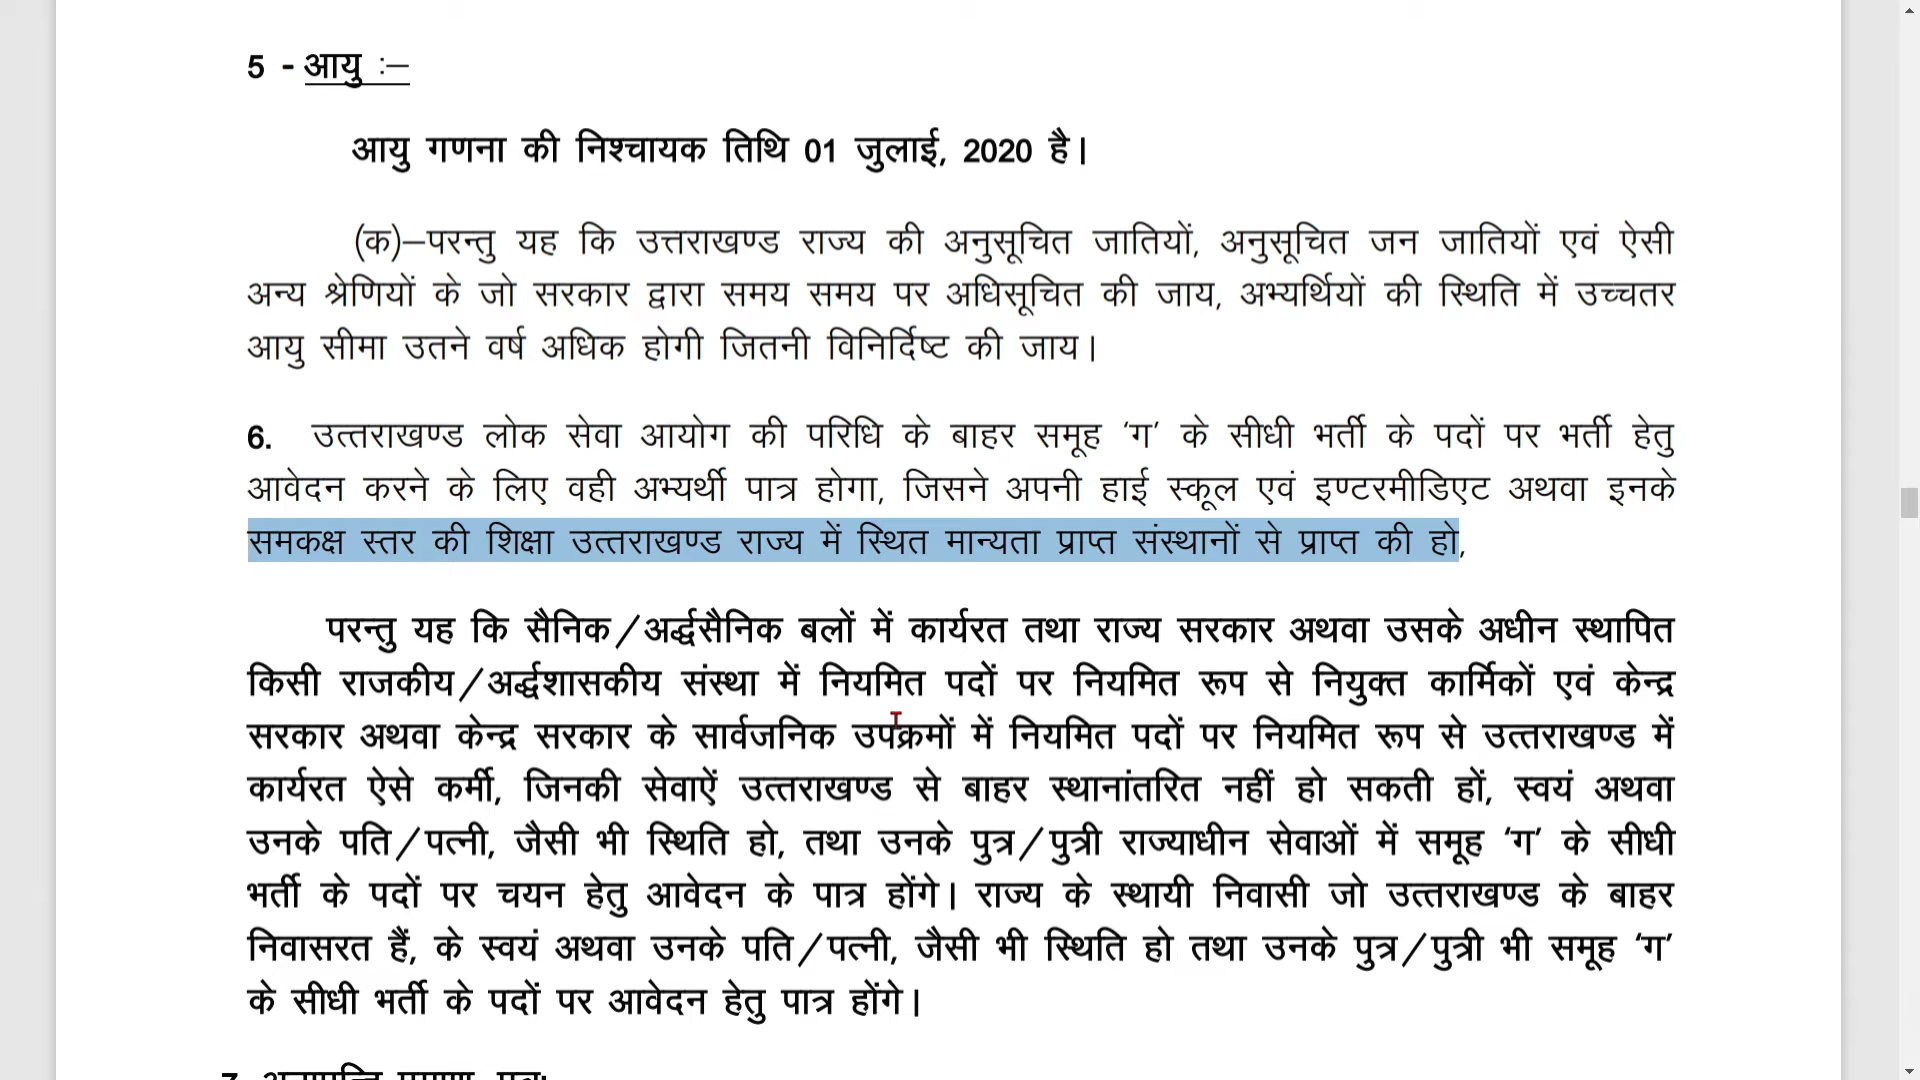 5 - आयु :–
आयु गणना की निश्चायक तिथि 01 जुलाई, 2020 है।
(क)–परन्तु यह कि उत्तराखण्ड राज्य की अनुसूचित जातियों, अनुसूचित जन जातियों एवं ऐसी
अन्य श्रेणियों के जो सरकार द्वारा समय समय पर अधिसूचित की जाय, अभ्यर्थियों की स्थिति में उच्चतर
आयु सीमा उतने वर्ष अधिक होगी जितनी विनिर्दिष्ट की जाय।
6. उत्तराखण्ड लोक सेवा आयोग की परिधि के बाहर समूह ‘ग’ के सीधी भर्ती के पदों पर भर्ती हेतु
आवेदन करने के लिए वही अभ्यर्थी पात्र होगा, जिसने अपनी हाई स्कूल एवं इण्टरमीडिएट अथवा इनके
समकक्ष स्तर की शिक्षा उत्तराखण्ड राज्य में स्थित मान्यता प्राप्त संस्थानों से प्राप्त की हो,
परन्तु यह कि सैनिक/अर्द्धसैनिक बलों में कार्यरत तथा राज्य सरकार अथवा उसके अधीन स्थापित
किसी राजकीय/अर्द्धशासकीय संस्था में नियमित पदों पर नियमित रूप से नियुक्त कार्मिकों एवं केन्द्र
सरकार अथवा केन्द्र सरकार के सार्वजनिक उपक्रमों में नियमित पदों पर नियमित रूप से उत्तराखण्ड में
कार्यरत ऐसे कर्मी, जिनकी सेवाऐं उत्तराखण्ड से बाहर स्थानांतरित नहीं हो सकती हों, स्वयं अथवा
उनके पति/पत्नी, जैसी भी स्थिति हो, तथा उनके पुत्र/पुत्री राज्याधीन सेवाओं में समूह ‘ग’ के सीधी
भर्ती के पदों पर चयन हेतु आवेदन के पात्र होंगे। राज्य के स्थायी निवासी जो उत्तराखण्ड के बाहर
निवासरत हैं, के स्वयं अथवा उनके पति/पत्नी, जैसी भी स्थिति हो तथा उनके पुत्र/पुत्री भी समूह ‘ग’
के सीधी भर्ती के पदों पर आवेदन हेतु पात्र होंगे।